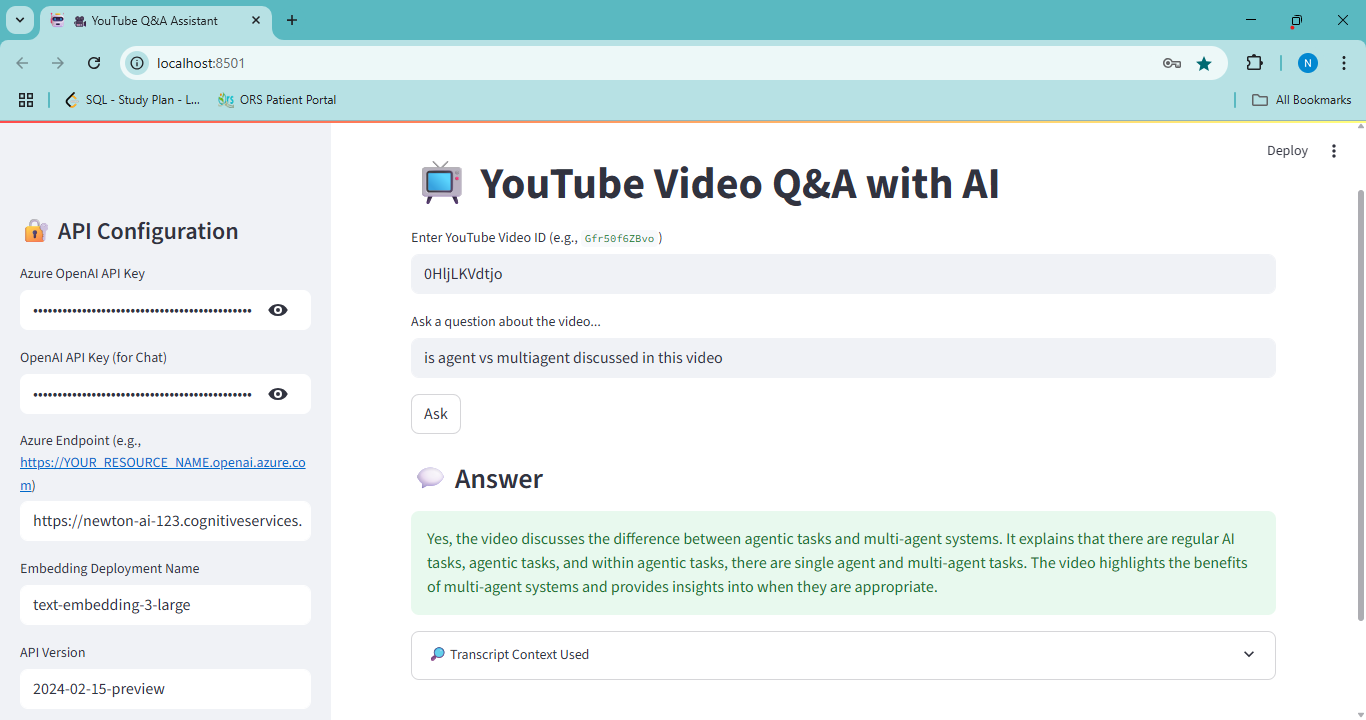 YouTube Q&A Assistant
localhost:8501
N
SQL - Study Plan - L...
ORS Patient Portal
All Bookmarks
Deploy
API Configuration
Azure OpenAI API Key
OpenAI API Key (for Chat)
Azure Endpoint (e.g.,
https://YOUR_RESOURCE_NAME.openai.azure.co
m)
https://newton-ai-123.cognitiveservices.
Embedding Deployment Name
text-embedding-3-large
API Version
2024-02-15-preview
YouTube Video Q&A with AI
Enter YouTube Video ID (e.g., Gfr50f6ZBvo )
0HljLKVdtjo
Ask a question about the video...
is agent vs multiagent discussed in this video
Ask
Answer
Yes, the video discusses the difference between agentic tasks and multi-agent systems. It explains that there are regular AI
tasks, agentic tasks, and within agentic tasks, there are single agent and multi-agent tasks. The video highlights the benefits
of multi-agent systems and provides insights into when they are appropriate.
Transcript Context Used